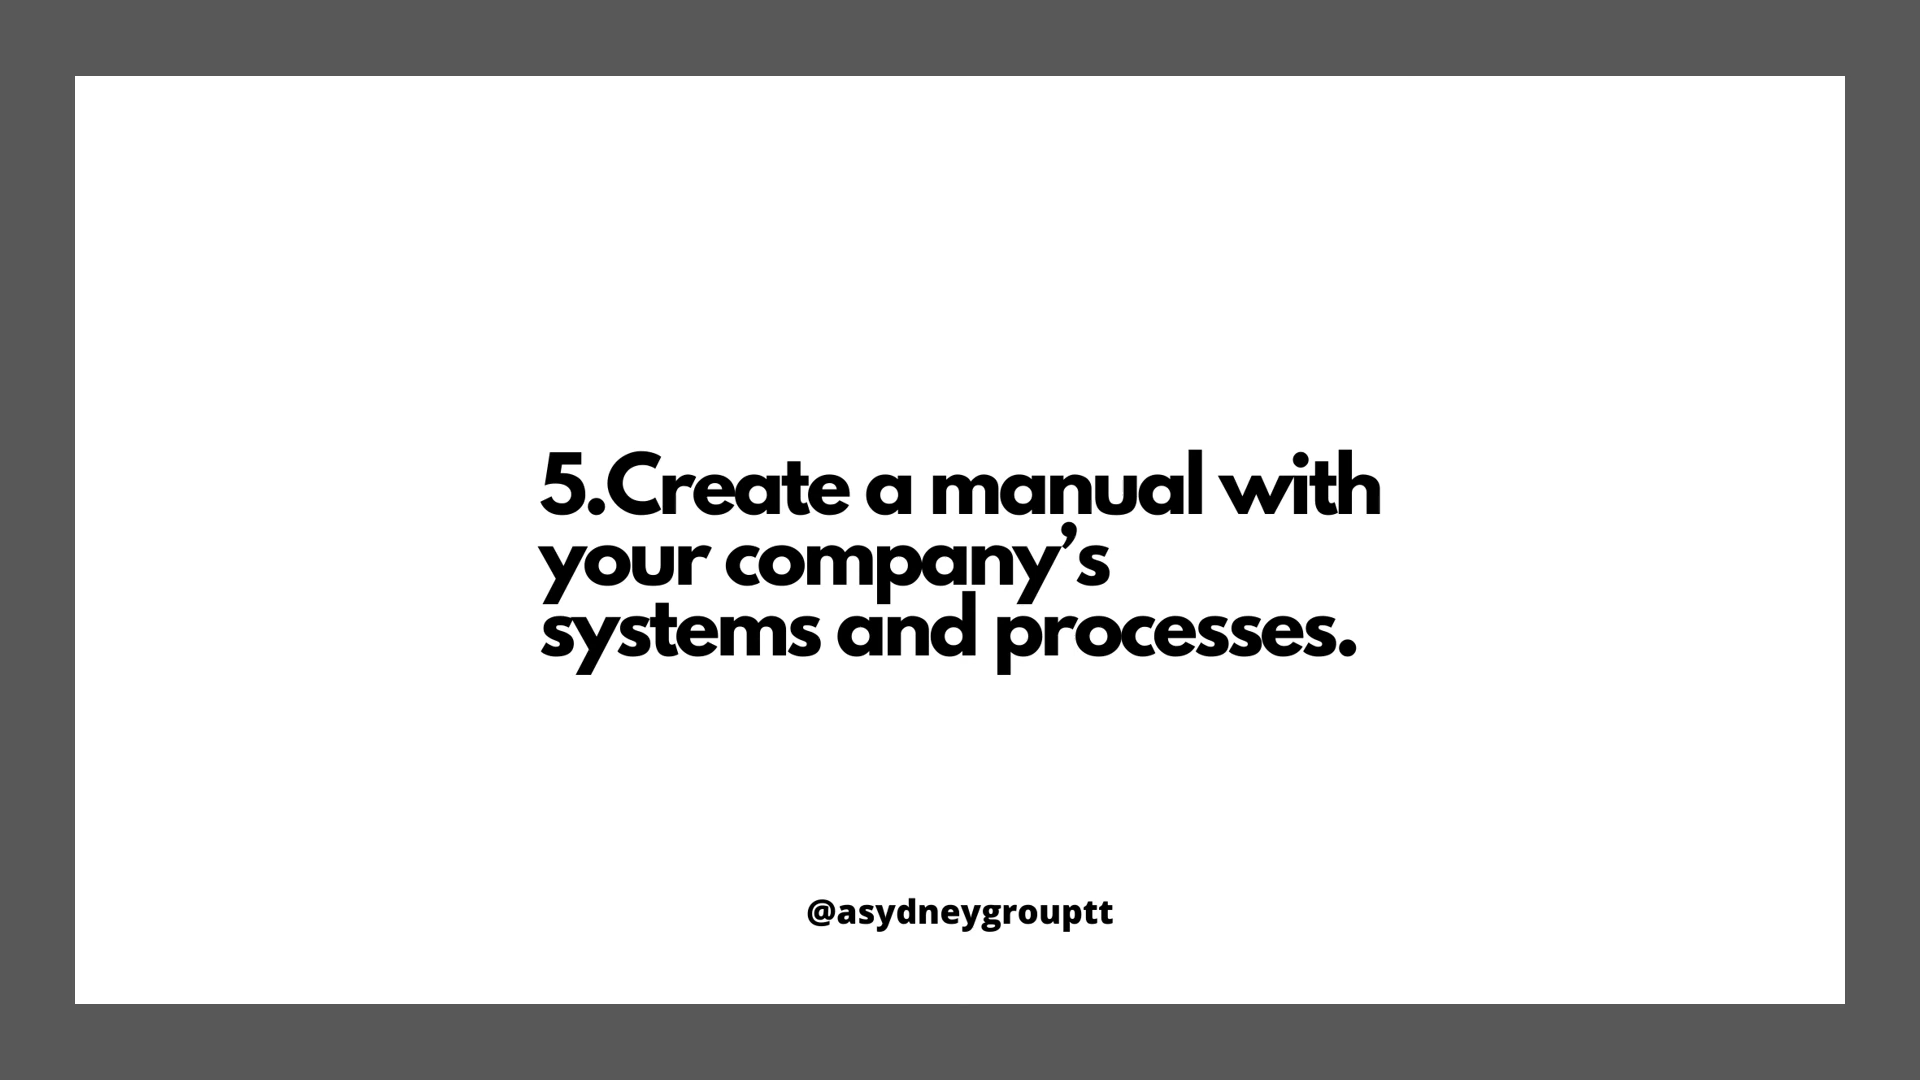 5.Create a manual with
your company’s
systems and processes.
@asydneygrouptt